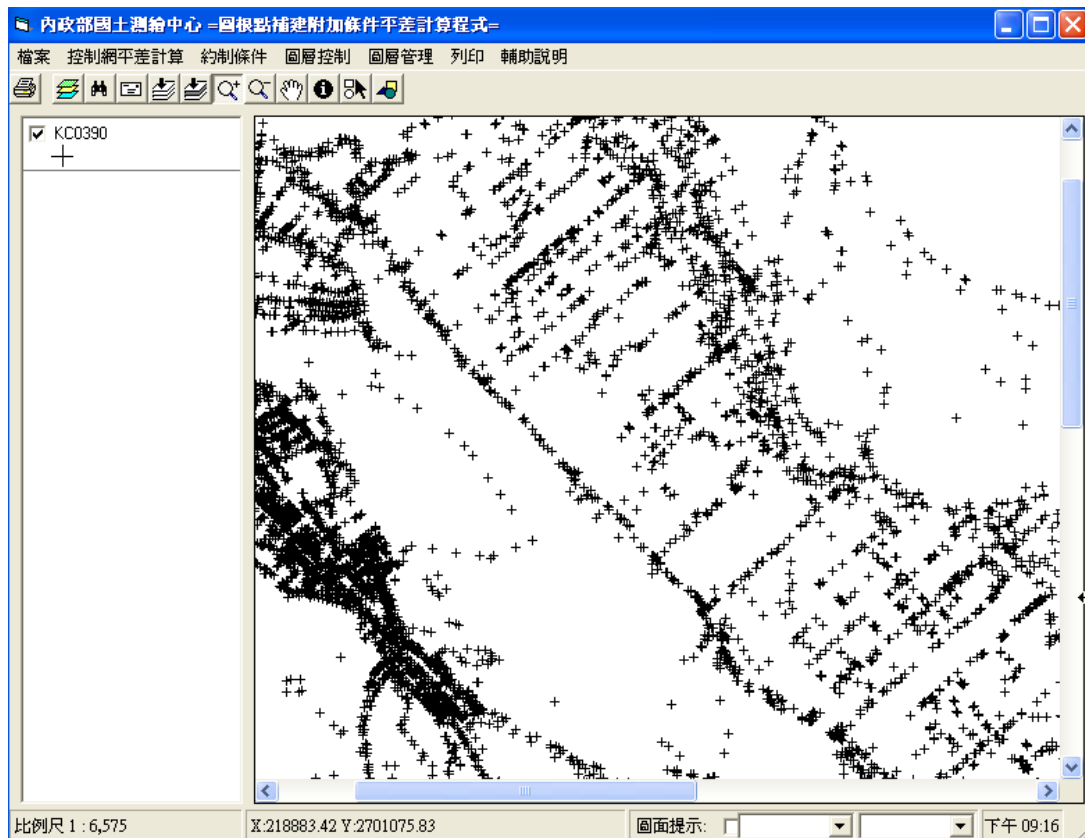 內政部國土測繪中心 =圖根點補建附加條件平差計算程式=
檔案 控制網平差計算 約制條件 圖層控制 圖層管理 列印 輔助說明
KC0390
比例尺 1 : 6,575 X:218883.42 Y:2701075.83 圖面提示: 下午 09:16